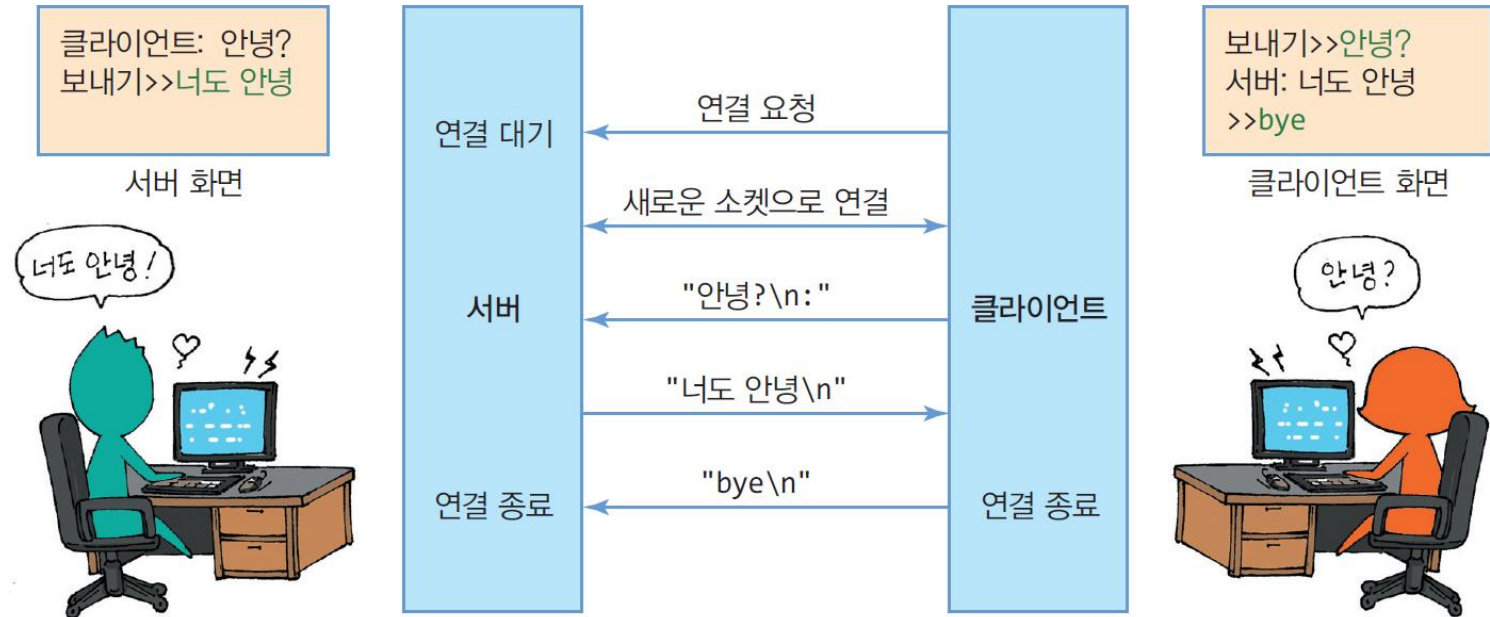 클라이언트: 안녕?
보내기>>너도 안녕
서버 화면
너도 안녕!
연결 대기
서버
연결 종료
연결 요청
새로운 소켓으로 연결
"안녕?\n:"
"너도 안녕\n"
"bye\n"
클라이언트
연결 종료
보내기>>안녕?
서버: 너도 안녕
>>bye
클라이언트 화면
안녕?